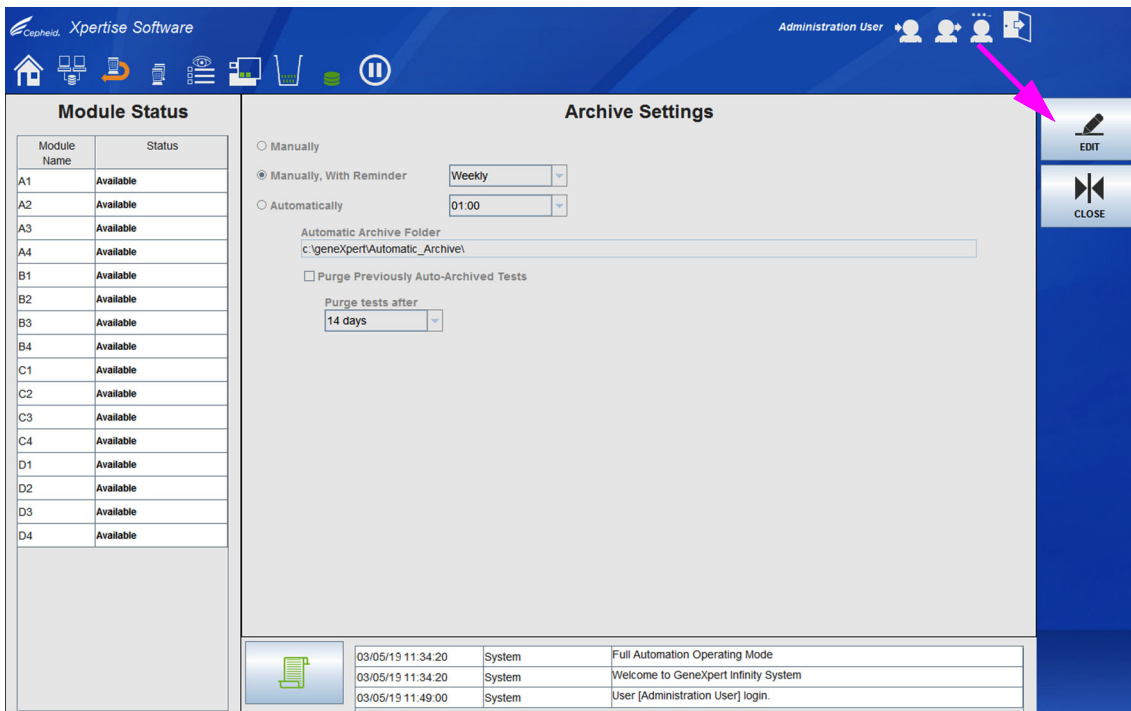 Cepheid. Xpertise Software
Administration User
Module Status
Module Name Status
A1 Available
A2 Available
A3 Available
A4 Available
B1 Available
B2 Available
B3 Available
B4 Available
C1 Available
C2 Available
C3 Available
C4 Available
D1 Available
D2 Available
D3 Available
D4 Available
Archive Settings
Manually
Manually, With Reminder Weekly
Automatically 01:00
Automatic Archive Folder
c:\geneXpert\Automatic_Archive\
Purge Previously Auto-Archived Tests
Purge tests after
14 days
EDIT
CLOSE
03/05/19 11:34:20 System Full Automation Operating Mode
03/05/19 11:34:20 System Welcome to GeneXpert Infinity System
03/05/19 11:49:00 System User [Administration User] login.